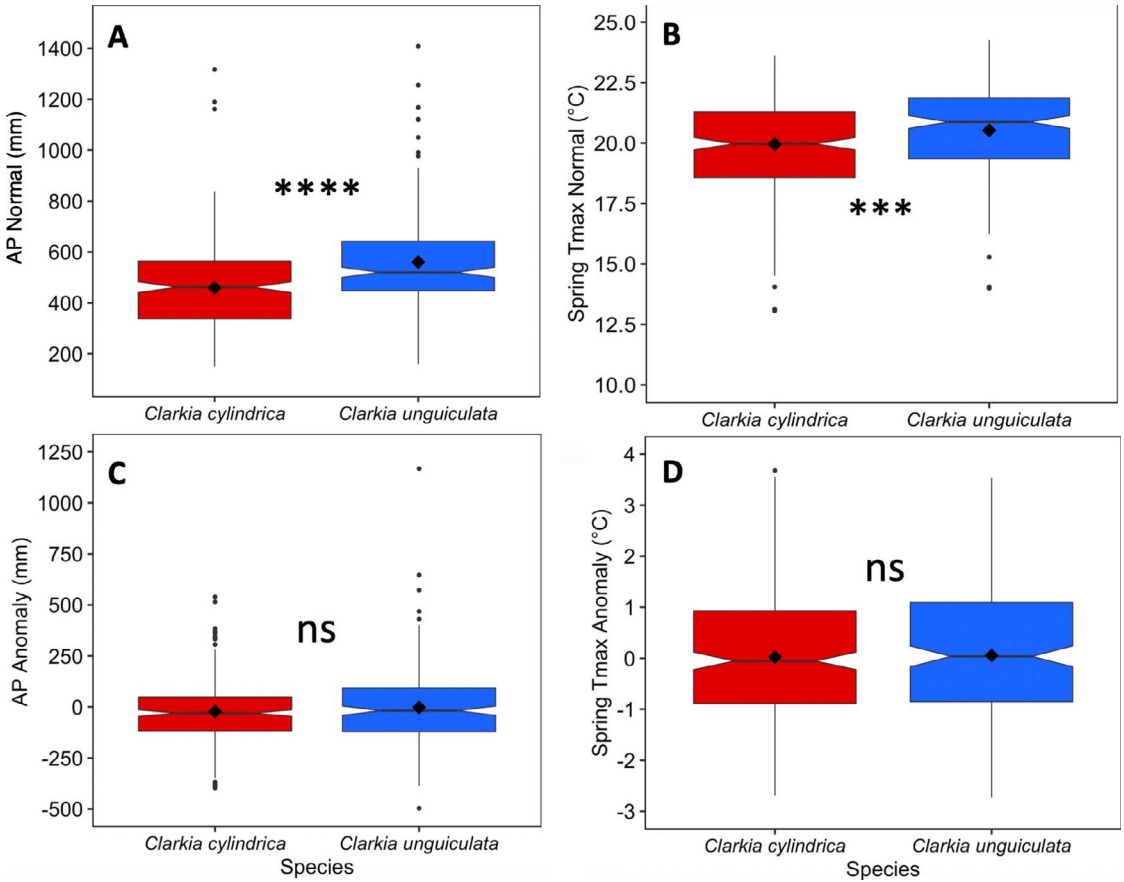 A
AP Normal (mm)
1400
1200
1000
800
600
400
200
****
Clarkia cylindrica Clarkia unguiculata
B
Spring Tmax Normal (°C)
25.0
22.5
20.0
17.5
15.0
12.5
10.0
***
Clarkia cylindrica Clarkia unguiculata
C
AP Anomaly (mm)
1250
1000
750
500
250
0
-250
-500
ns
Clarkia cylindrica Clarkia unguiculata
Species
D
Spring Tmax Anomaly (°C)
4
3
2
1
0
-1
-2
-3
ns
Clarkia cylindrica Clarkia unguiculata
Species